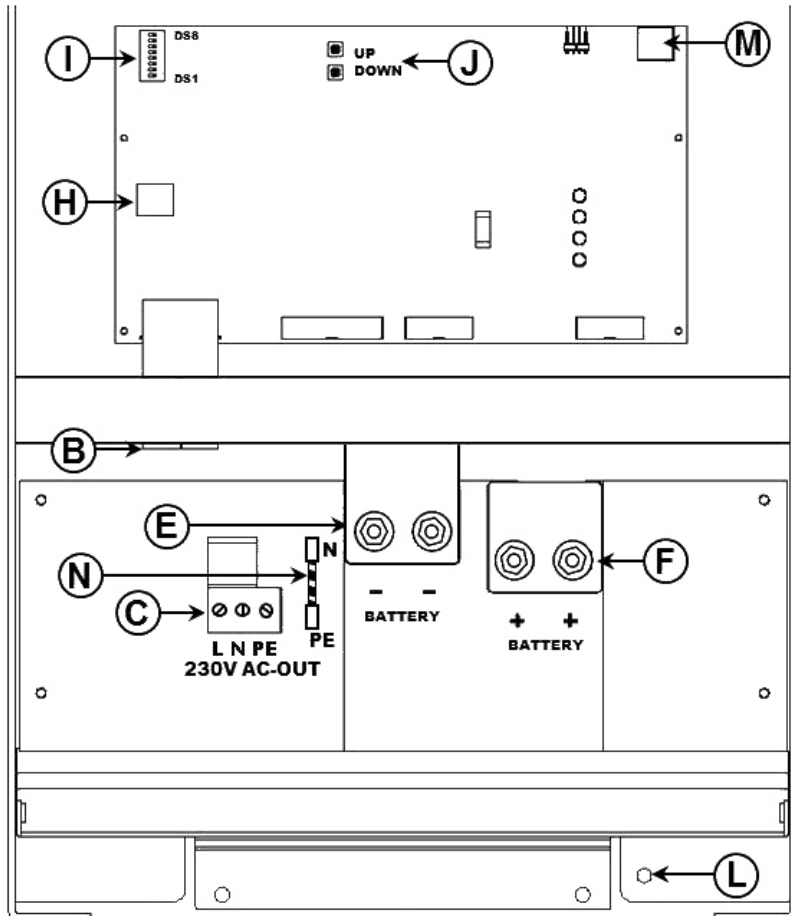 DS8
I
DS1
UP
DOWN
J
M
H
B
E
N
N
C
PE
L N PE
230V AC-OUT
- -
BATTERY
F
+ +
BATTERY
L